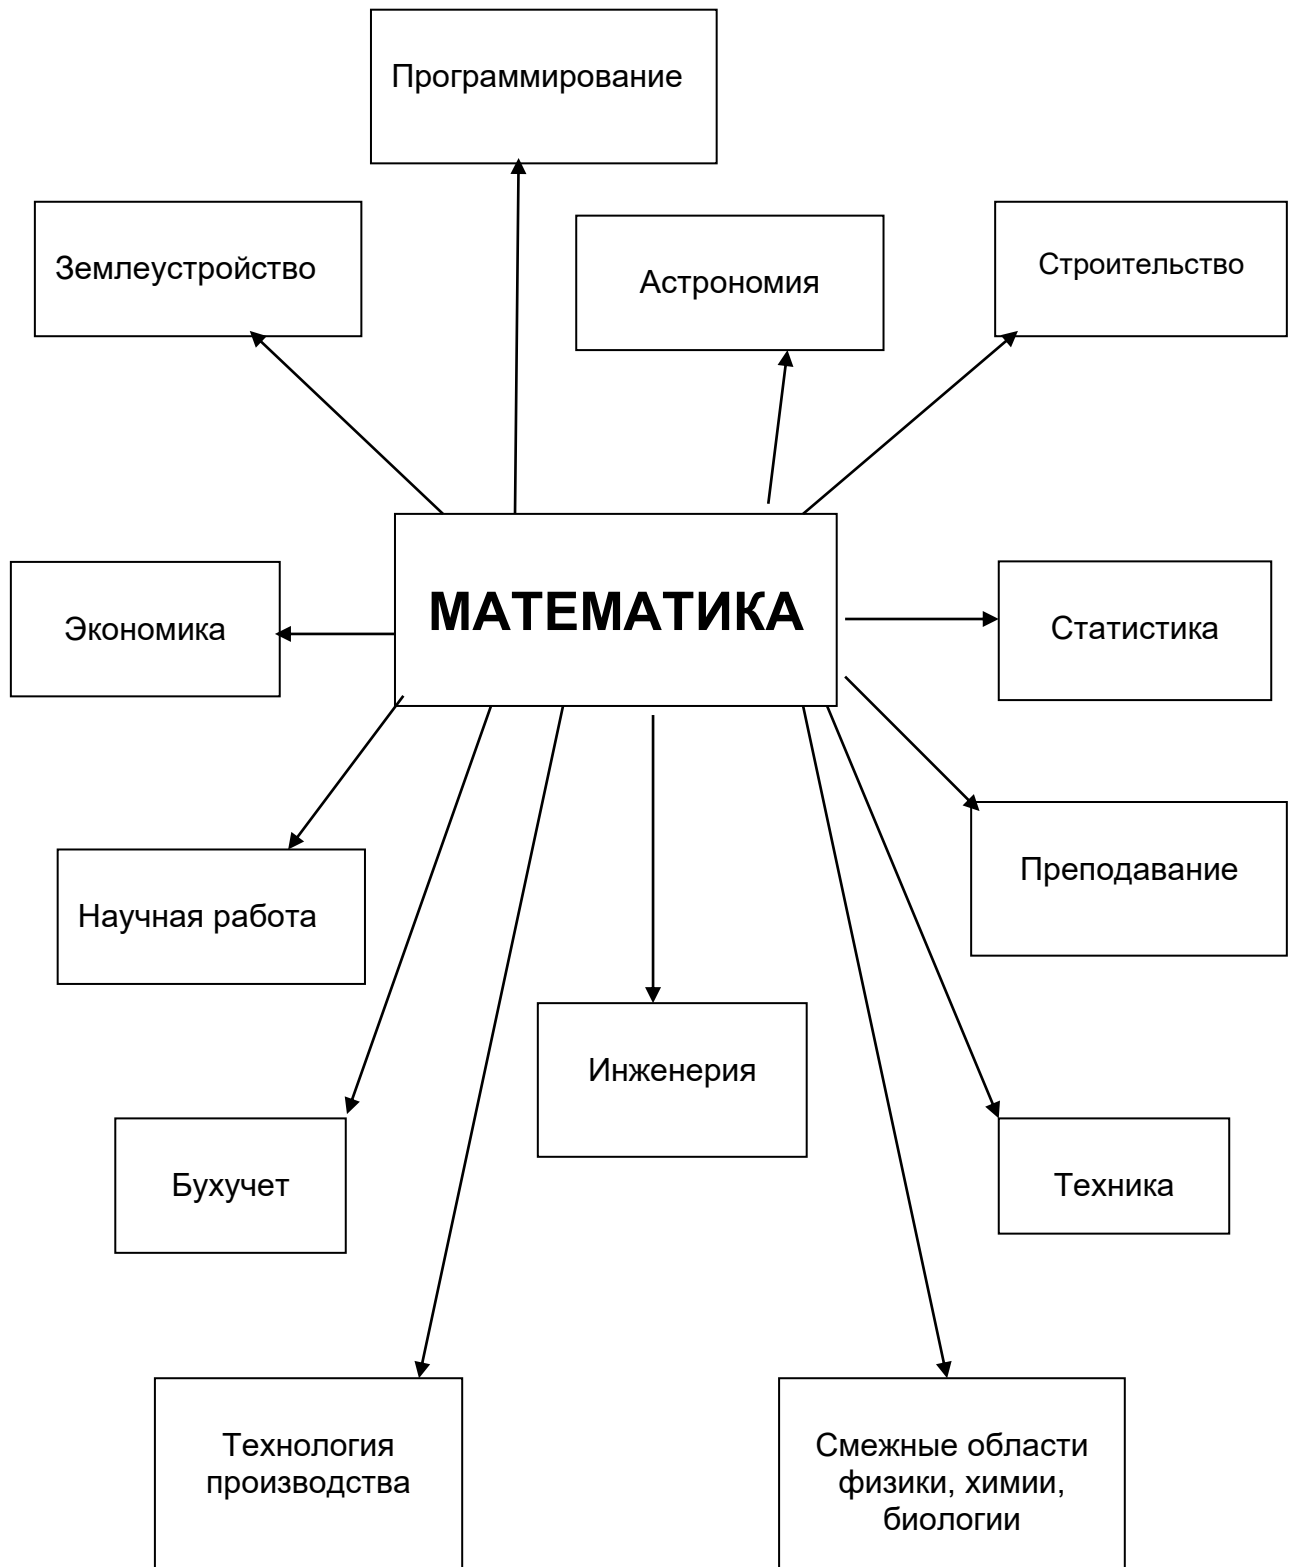 Программирование
Землеустройство
Астрономия
Строительство
МАТЕМАТИКА
Экономика
Статистика
Преподавание
Научная работа
Инженерия
Бухучет
Техника
Технология
производства
Смежные области
физики, химии,
биологии